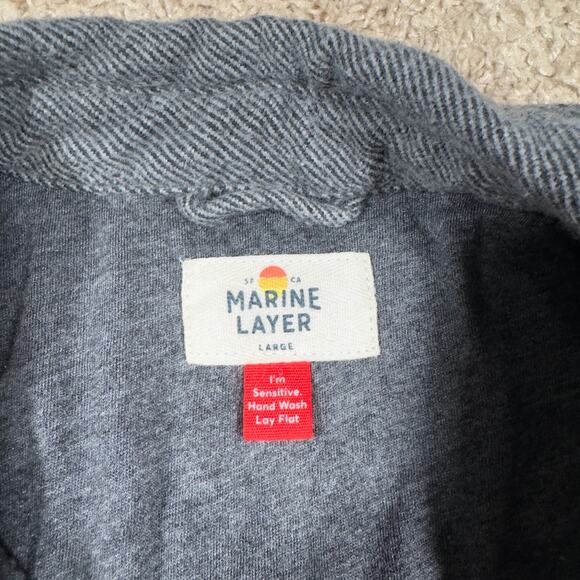 SF CA
MARINE
LAYER
LARGE
I'm
Sensitive.
Hand Wash
Lay Flat